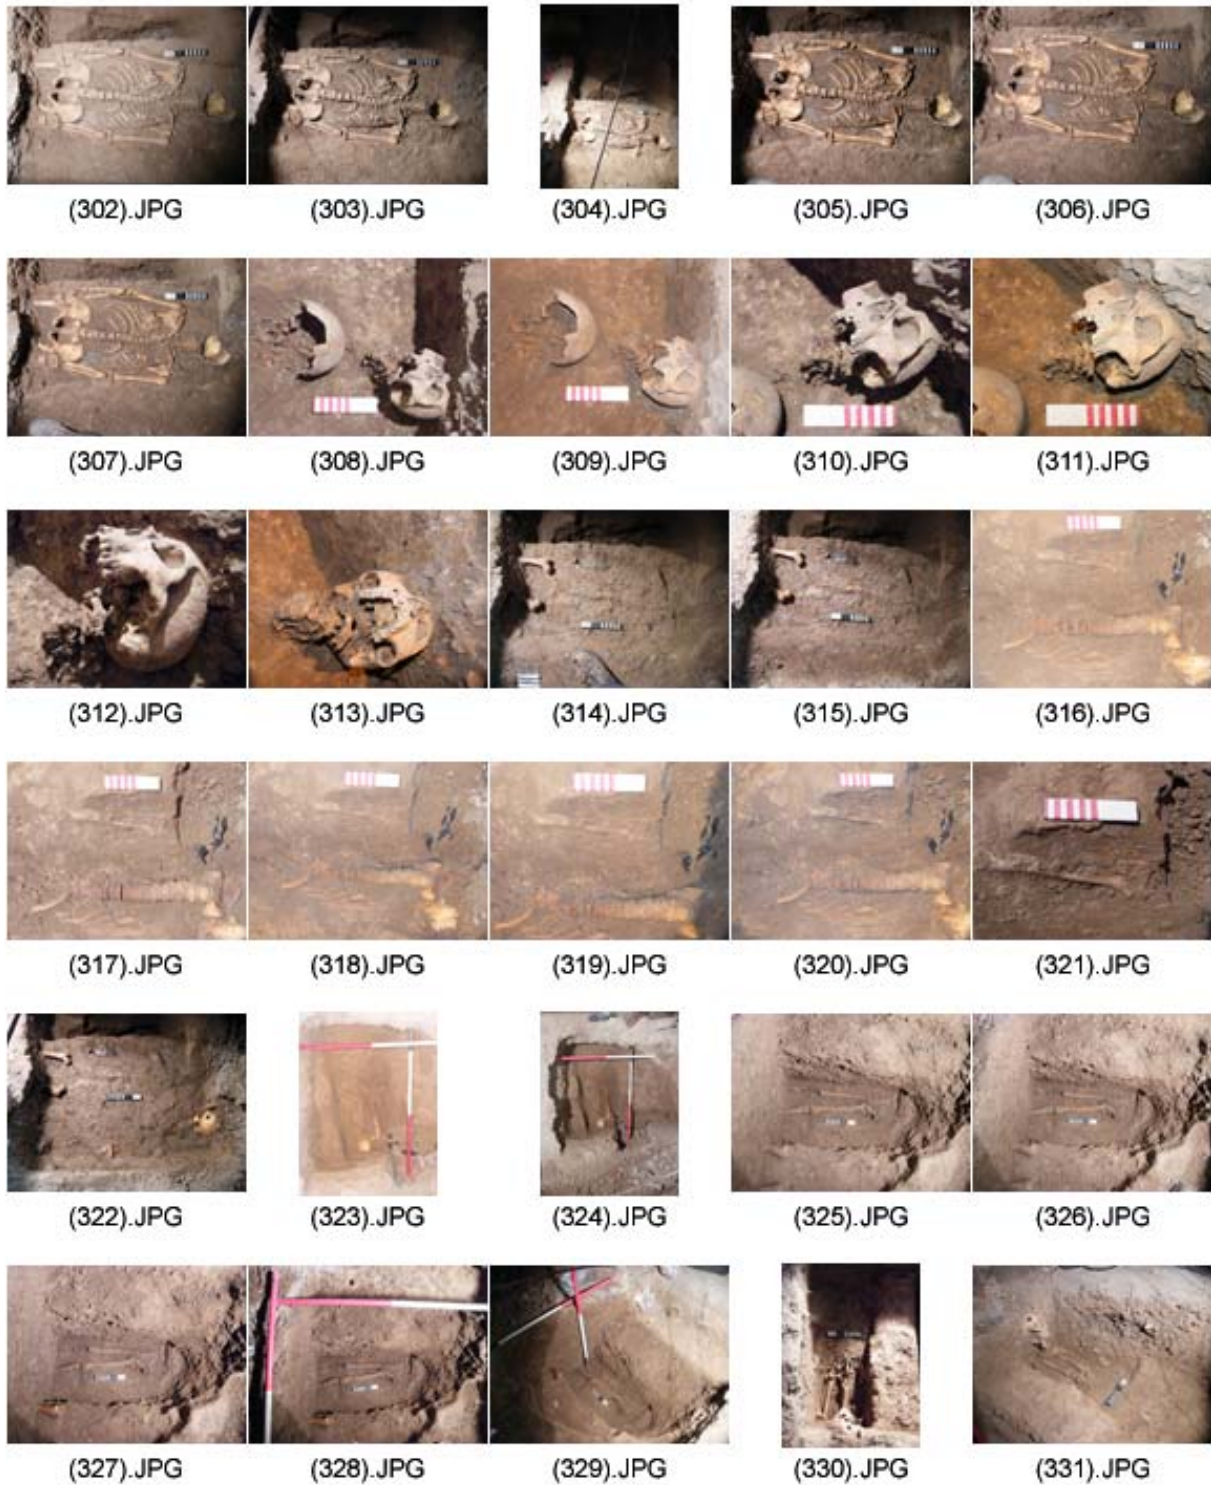 (302).JPG (303).JPG (304).JPG (305).JPG (306).JPG
(307).JPG (308).JPG (309).JPG (310).JPG (311).JPG
(312).JPG (313).JPG (314).JPG (315).JPG (316).JPG
(317).JPG (318).JPG (319).JPG (320).JPG (321).JPG
(322).JPG (323).JPG (324).JPG (325).JPG (326).JPG
(327).JPG (328).JPG (329).JPG (330).JPG (331).JPG